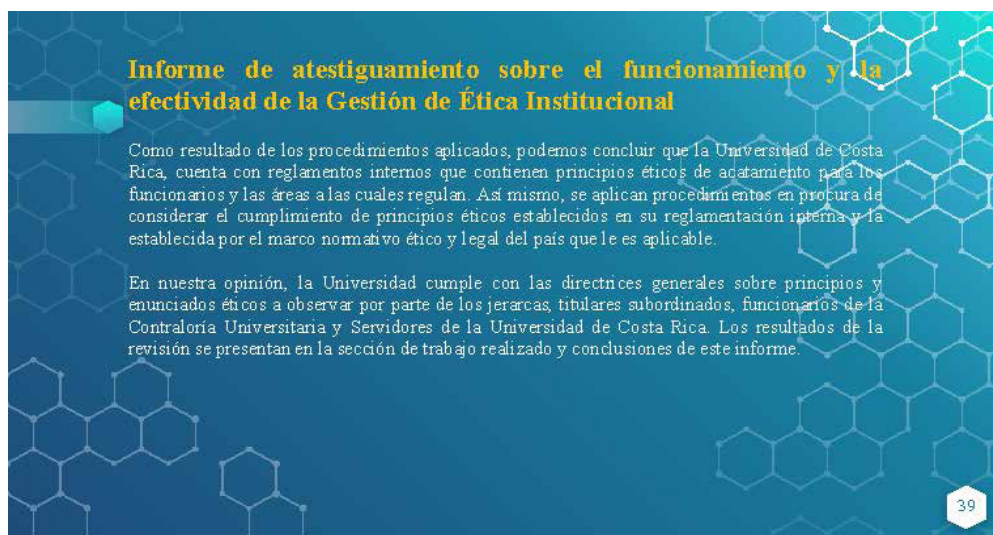 Informe de atestiguamiento sobre el funcionamiento y la
efectividad de la Gestión de Ética Institucional
Como resultado de los procedimientos aplicados, podemos concluir que la Universidad de Costa
Rica, cuenta con reglamentos internos que contienen principios éticos de acatamiento para los
funcionarios y las áreas a las cuales regulan. Así mismo, se aplican procedimientos en procura de
considerar el cumplimiento de principios éticos establecidos en su reglamentación interna y la
establecida por el marco normativo ético y legal del país que le es aplicable.
En nuestra opinión, la Universidad cumple con las directrices generales sobre principios y
enunciados éticos a observar por parte de los jerarcas, titulares subordinados, funcionarios de la
Contraloría Universitaria y Servidores de la Universidad de Costa Rica. Los resultados de la
revisión se presentan en la sección de trabajo realizado y conclusiones de este informe.
39